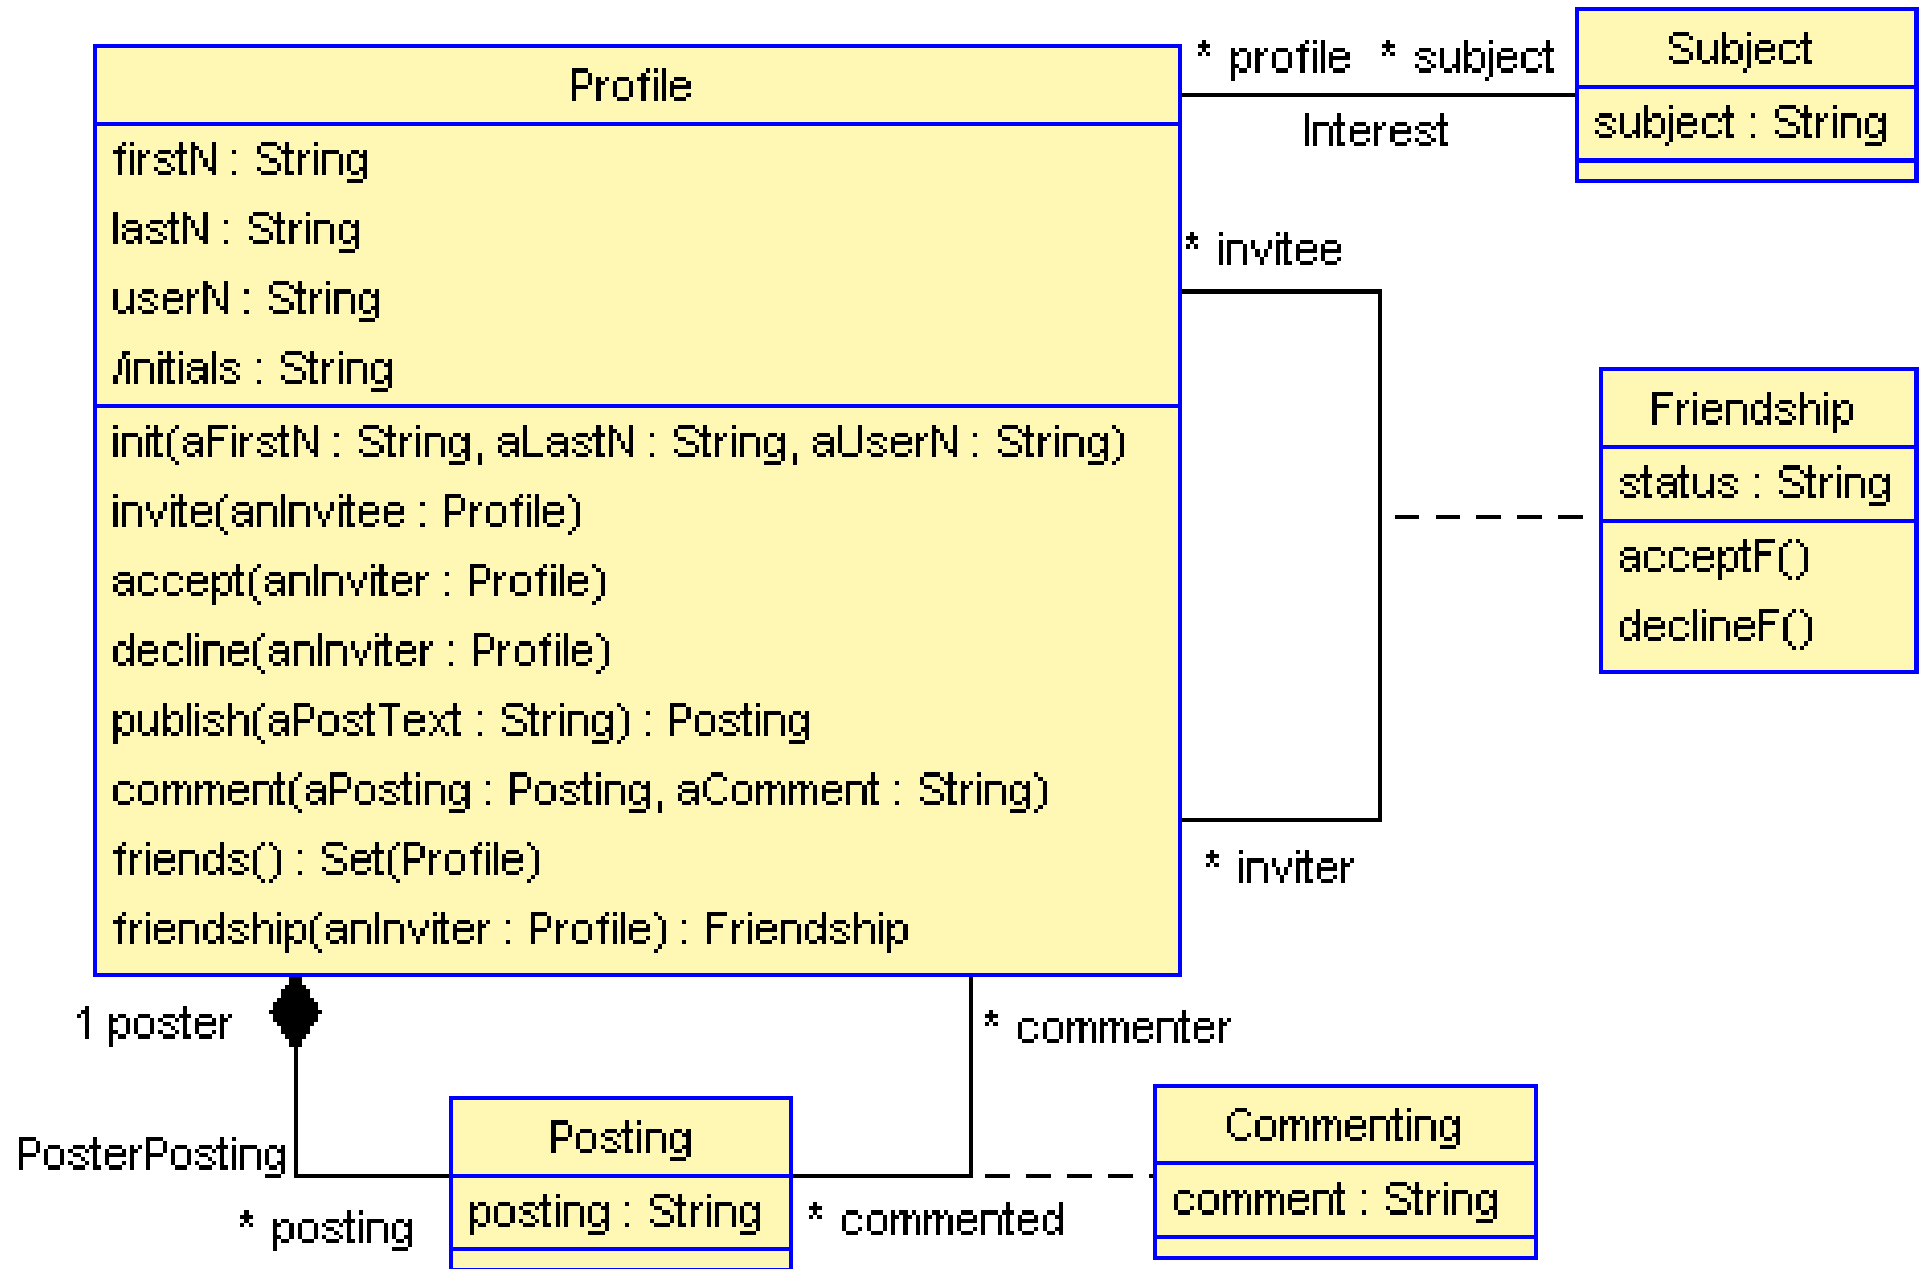 Profile
firstN : String
lastN : String
userN : String
/initials : String
init(aFirstN : String, aLastN : String, aUserN : String)
invite(anInvitee : Profile)
accept(anInviter : Profile)
decline(anInviter : Profile)
publish(aPostText : String) : Posting
comment(aPosting : Posting, aComment : String)
friends() : Set(Profile)
friendship(anInviter : Profile) : Friendship
* profile * subject
Interest
Subject
subject : String
* invitee
Friendship
status : String
acceptF()
declineF()
* inviter
1 poster
PosterPosting
* posting
Posting
posting : String
* commenter
* commented
Commenting
comment : String